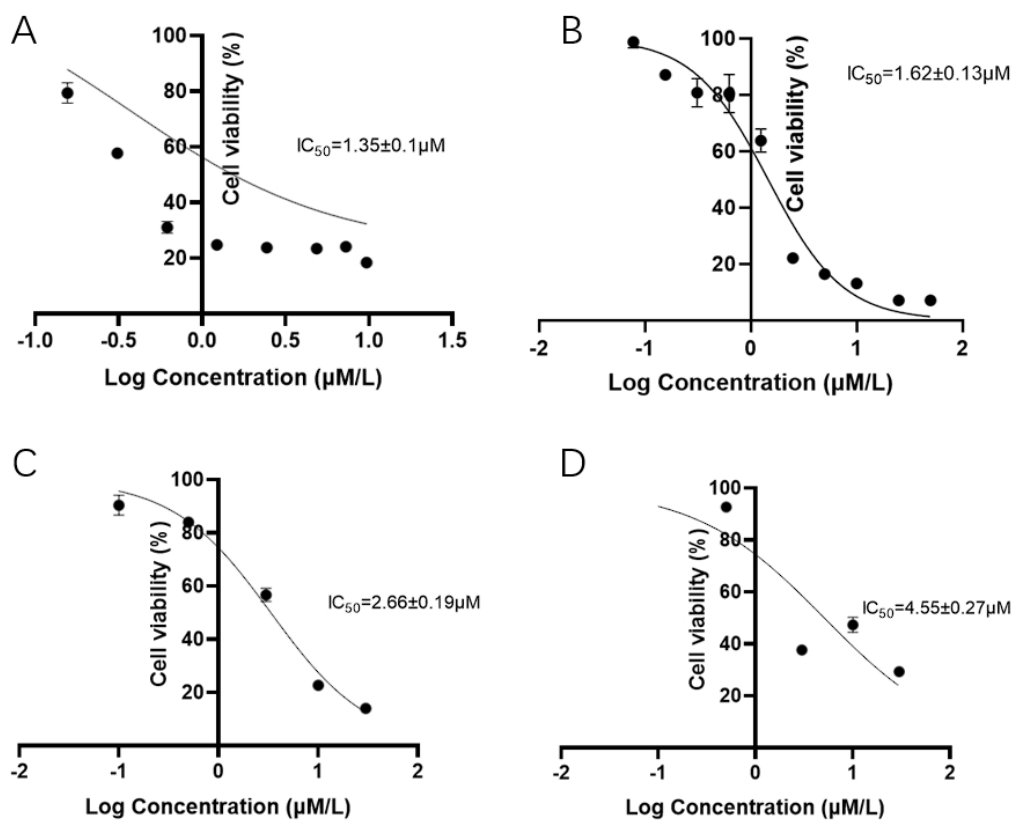 A
100
80
60
40
20
Cell viability (%)
IC50=1.35±0.1μM
-1.0 -0.5 0.0 0.5 1.0 1.5
Log Concentration (μM/L)
B
100
80
60
40
20
Cell viability (%)
IC50=1.62±0.13μM
-2 -1 0 1 2
Log Concentration (μM/L)
C
100
80
60
40
20
Cell viability (%)
IC50=2.66±0.19μM
-2 -1 0 1 2
Log Concentration (μM/L)
D
100
80
60
40
20
Cell viability (%)
IC50=4.55±0.27μM
-2 -1 0 1 2
Log Concentration (μM/L)